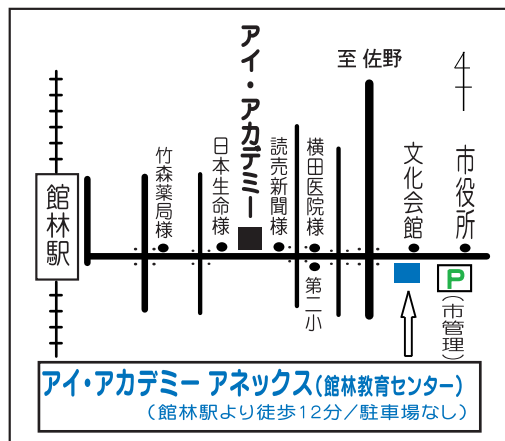 アイ・アカデミー
至 佐野
館林駅
竹森薬局様
日本生命様
読売新聞様
横田医院様
第二小
文化会館
市役所
P
(市管理)
アイ・アカデミー アネックス(館林教育センター)
(館林駅より徒歩12分/駐車場なし)